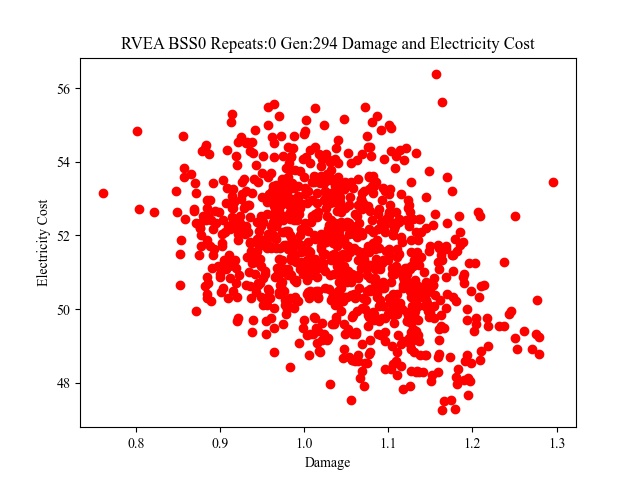 RVEA BSS0 Repeats:0 Gen:294 Damage and Electricity Cost
56
54
52
50
48
Electricity Cost
0.8 0.9 1.0 1.1 1.2 1.3
Damage